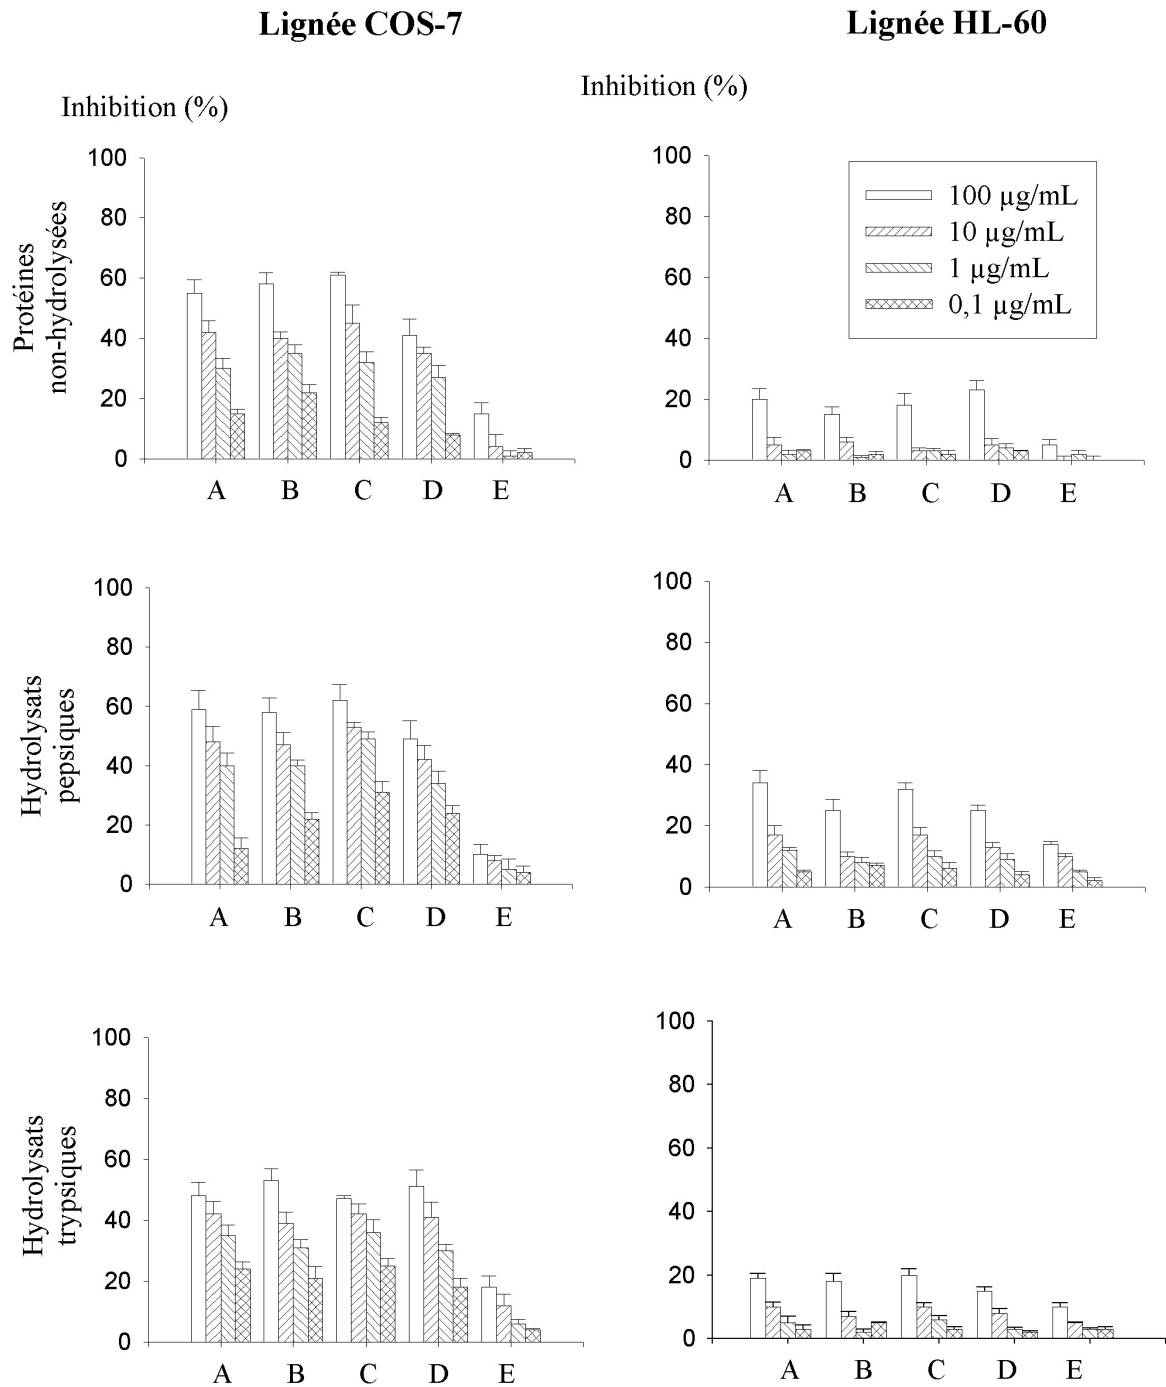 Lignée COS-7
Lignée HL-60
Inhibition (%)
Inhibition (%)
Protéines
non-hydrolysées
100
80
60
40
20
0
A B C D E
100
80
60
40
20
0
A B C D E
100 µg/mL
10 µg/mL
1 µg/mL
0,1 µg/mL
Hydrolysats
pepsiques
100
80
60
40
20
0
A B C D E
100
80
60
40
20
0
A B C D E
Hydrolysats
trypsiques
100
80
60
40
20
0
A B C D E
100
80
60
40
20
0
A B C D E